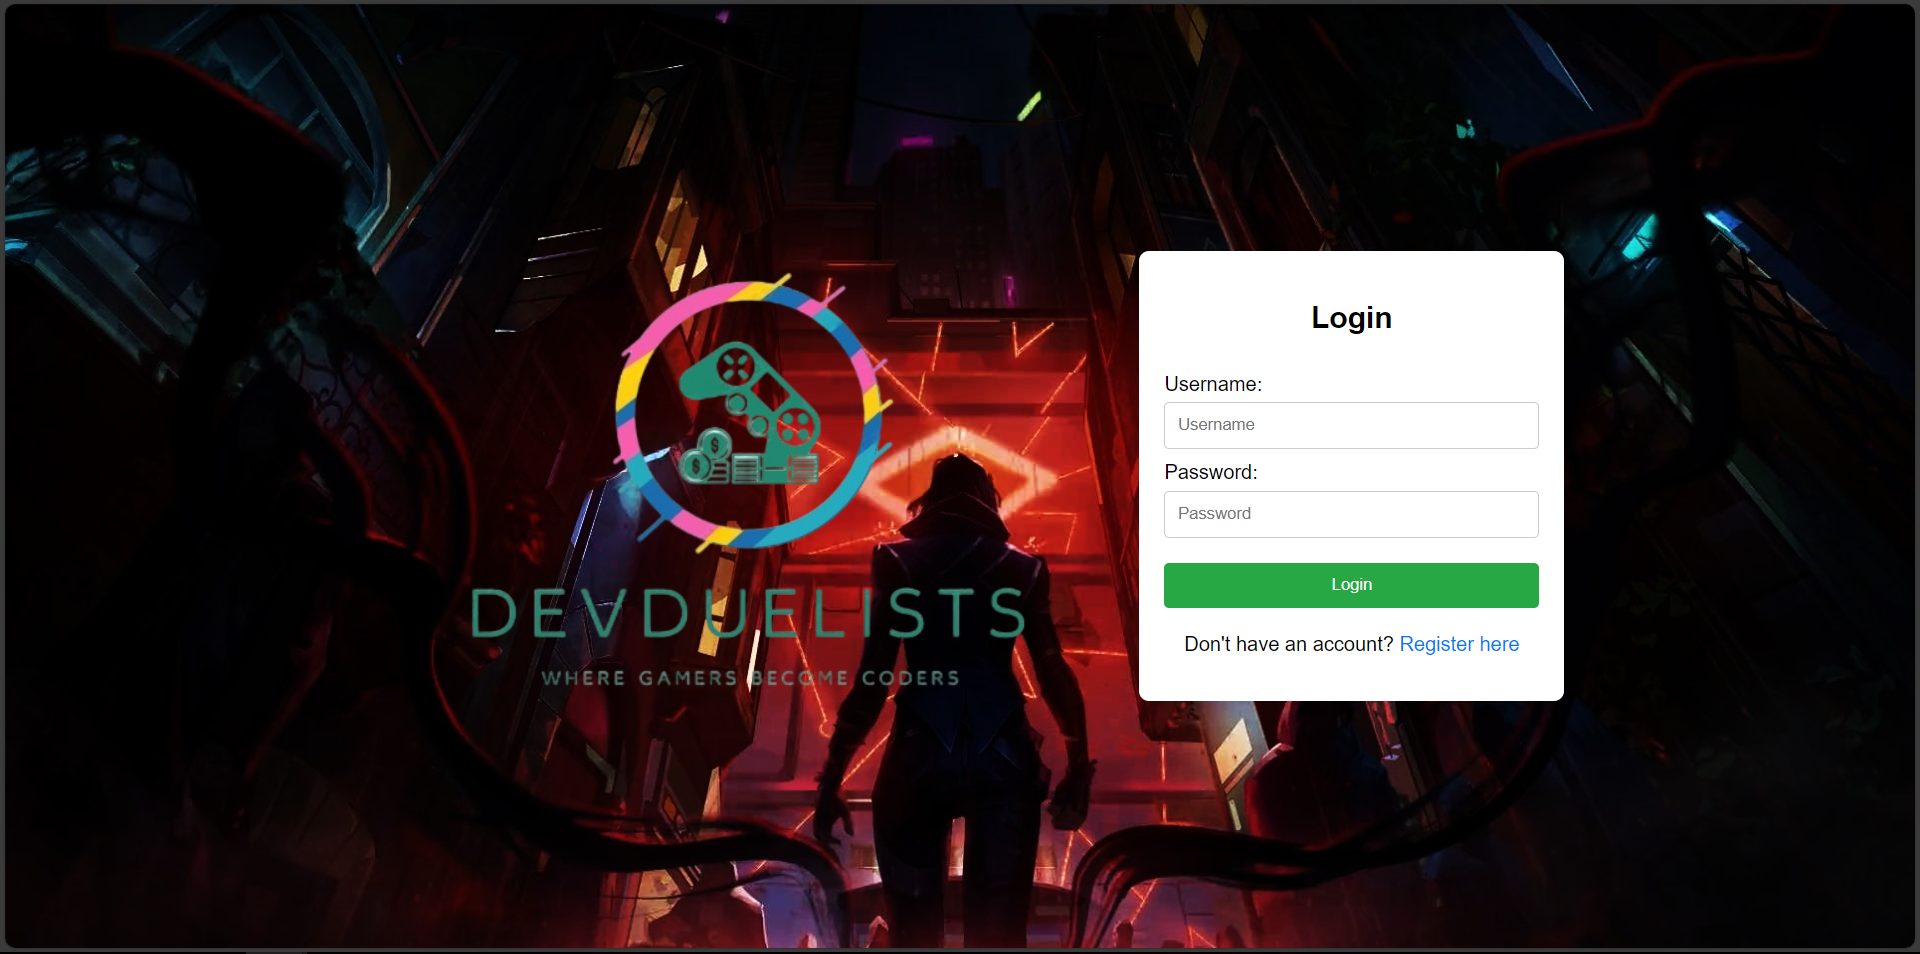 DEVDUELISTS
WHERE GAMERS BECOME CODERS
Login
Username:
Username
Password:
Password
Login
Don't have an account? Register here